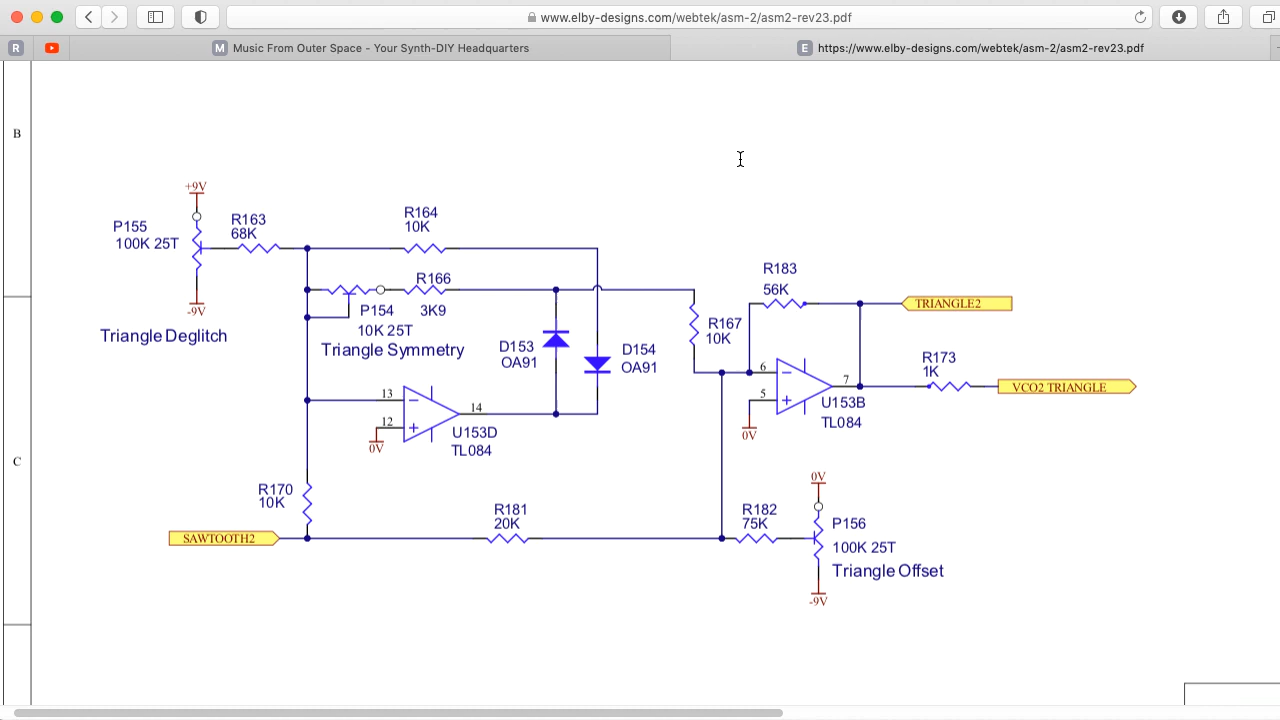 www.elby-designs.com/webtek/asm-2/asm2-rev23.pdf
R
M Music From Outer Space - Your Synth-DIY Headquarters
E https://www.elby-designs.com/webtek/asm-2/asm2-rev23.pdf
B
+9V
P155
100K 25T
-9V
Triangle Deglitch
R163
68K
R164
10K
R166
3K9
P154
10K 25T
Triangle Symmetry
D153
OA91
D154
OA91
R167
10K
R183
56K
TRIANGLE2
R173
1K
VCO2 TRIANGLE
6
5
7
0V
U153B
TL084
13
12
14
0V
U153D
TL084
C
R170
10K
SAWTOOTH2
R181
20K
R182
75K
0V
P156
100K 25T
Triangle Offset
-9V